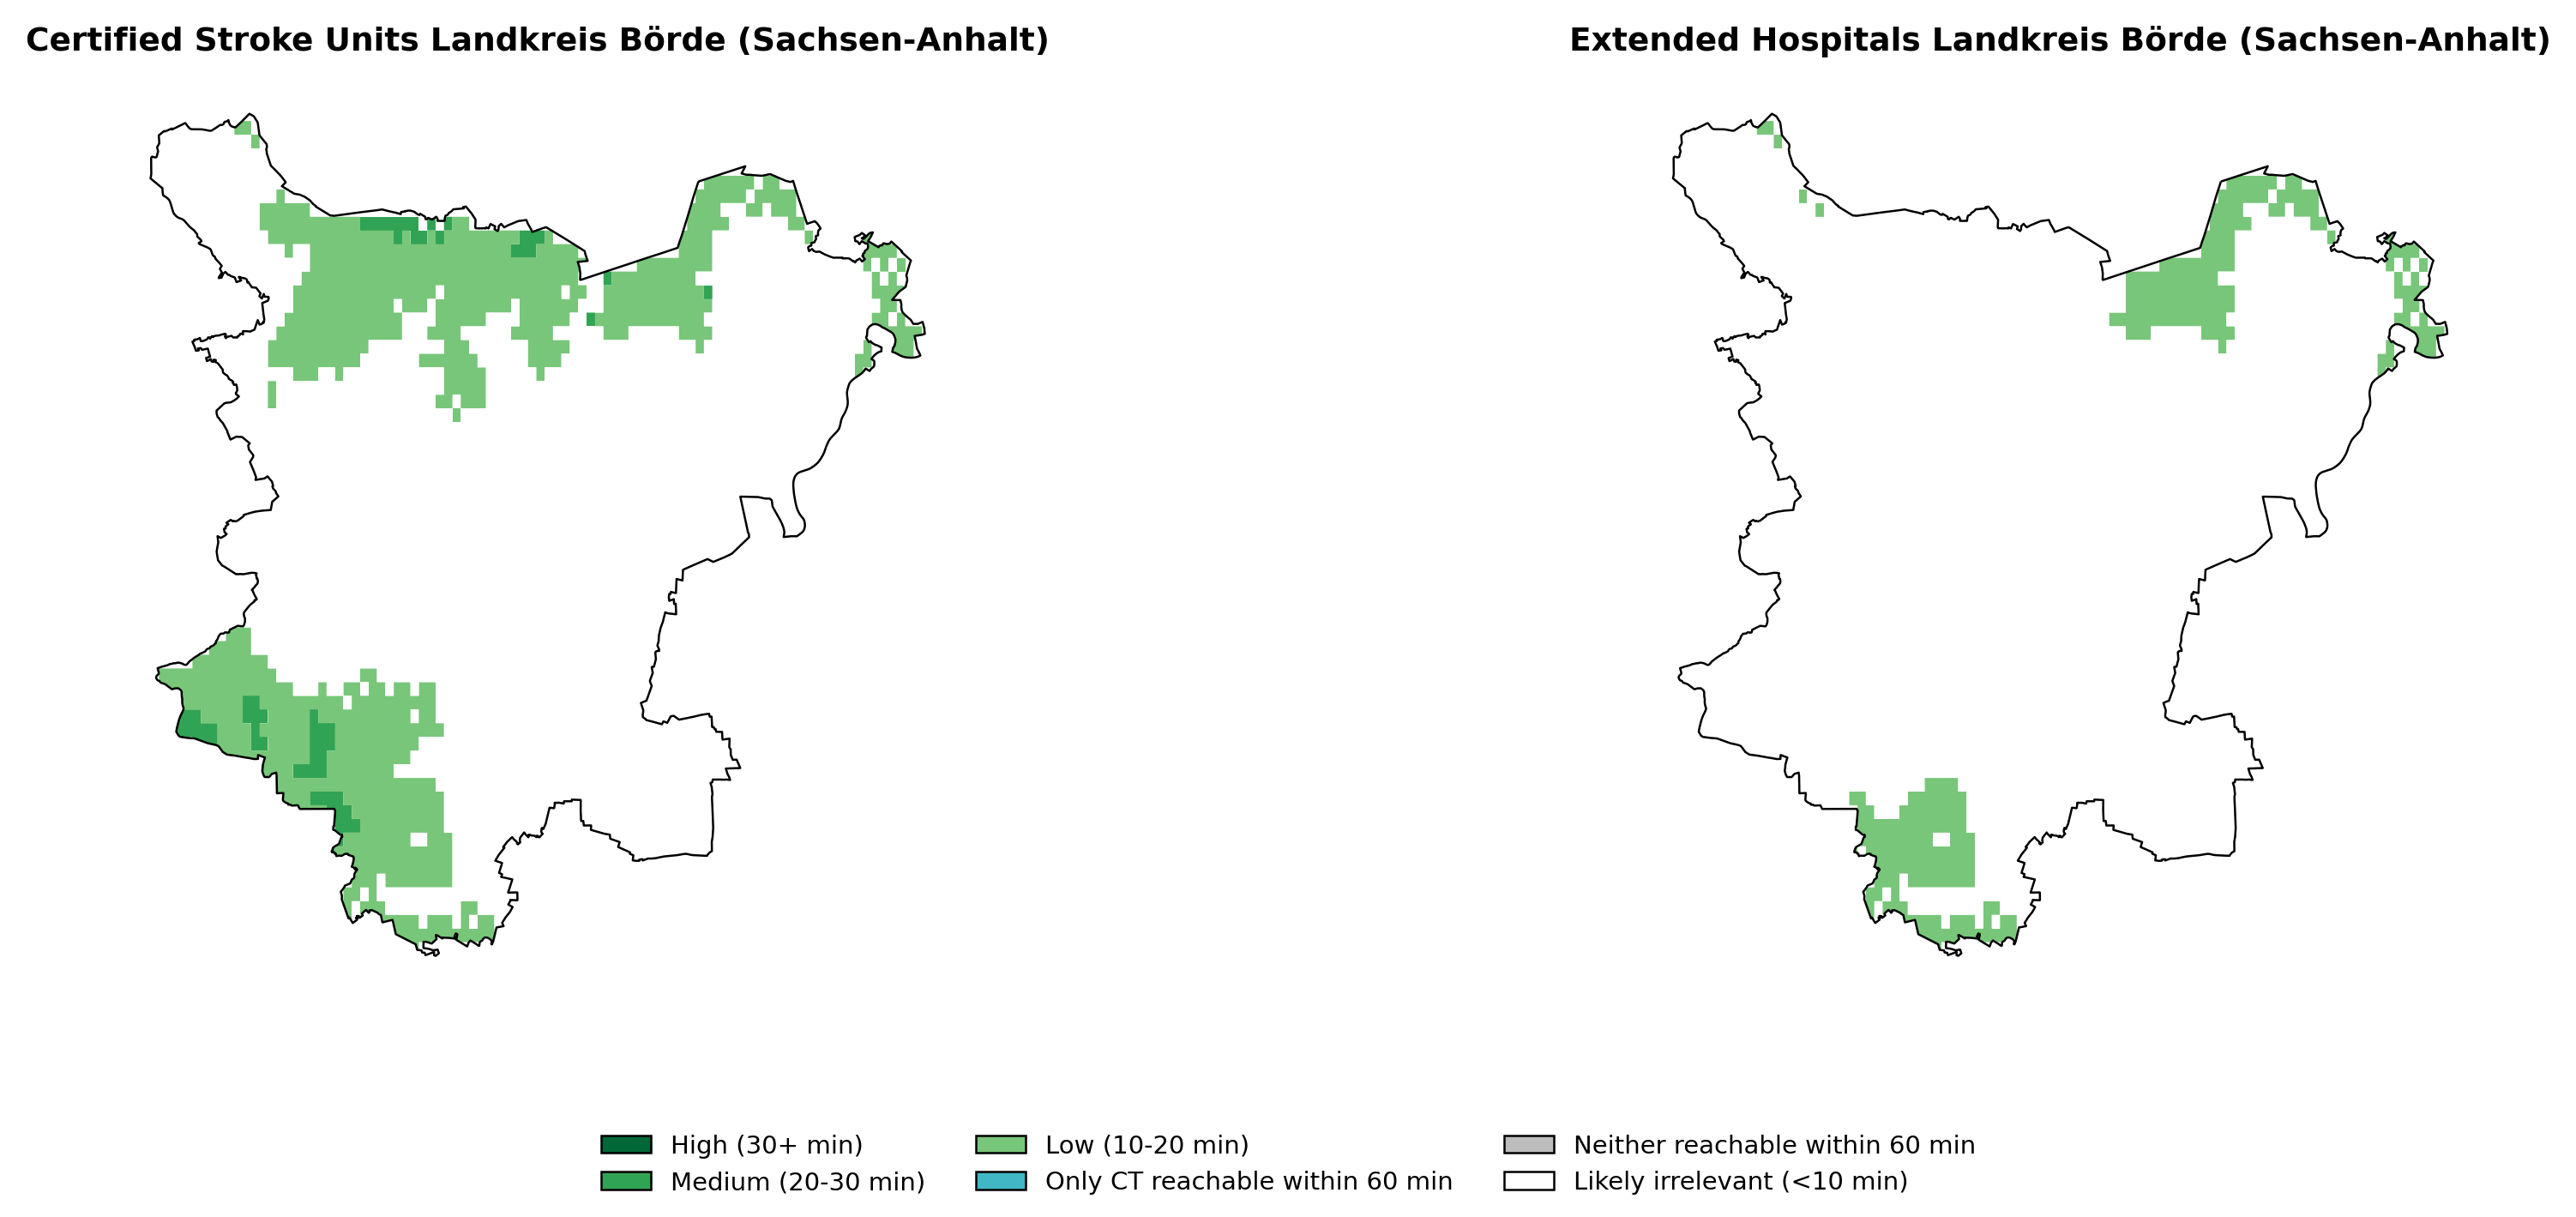 Certified Stroke Units Landkreis Börde (Sachsen-Anhalt)
Extended Hospitals Landkreis Börde (Sachsen-Anhalt)
High (30+ min)
Medium (20-30 min)
Low (10-20 min)
Only CT reachable within 60 min
Neither reachable within 60 min
Likely irrelevant (<10 min)